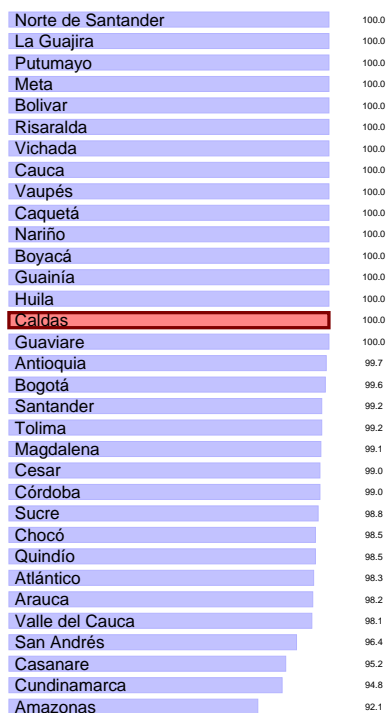 Norte de Santander 100.0
La Guajira 100.0
Putumayo 100.0
Meta 100.0
Bolivar 100.0
Risaralda 100.0
Vichada 100.0
Cauca 100.0
Vaupés 100.0
Caquetá 100.0
Nariño 100.0
Boyacá 100.0
Guainía 100.0
Huila 100.0
Caldas 100.0
Guaviare 100.0
Antioquia 99.7
Bogotá 99.6
Santander 99.2
Tolima 99.2
Magdalena 99.1
Cesar 99.0
Córdoba 99.0
Sucre 98.8
Chocó 98.5
Quindío 98.5
Atlántico 98.3
Arauca 98.2
Valle del Cauca 98.1
San Andrés 96.4
Casanare 95.2
Cundinamarca 94.8
Amazonas 92.1